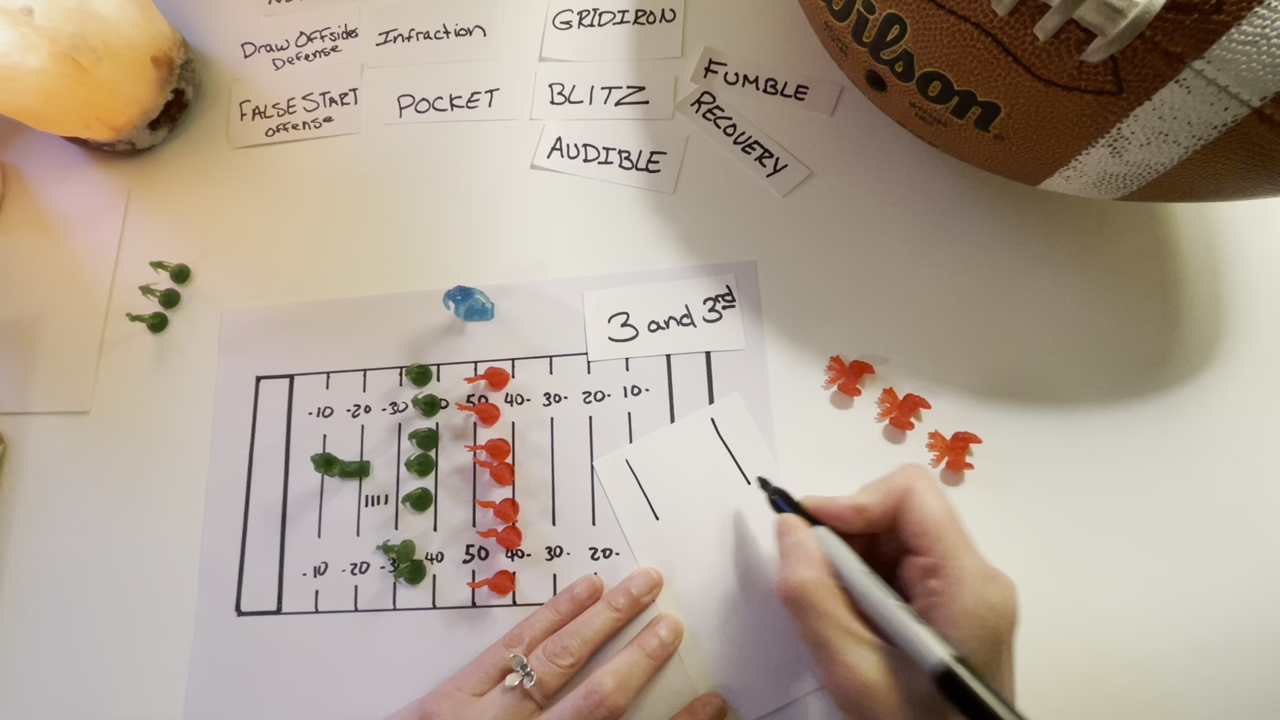 Draw Offsides
Defense
Infraction
GRIDIRON
FALSE START
offense
POCKET
BLITZ
FUMBLE
RECOVERY
AUDIBLE
Wilson
3 and 3rd
-10 -20 -30 50 40- 30- 20- 10-
-10 -20 -3 40 50 40- 30- 20-